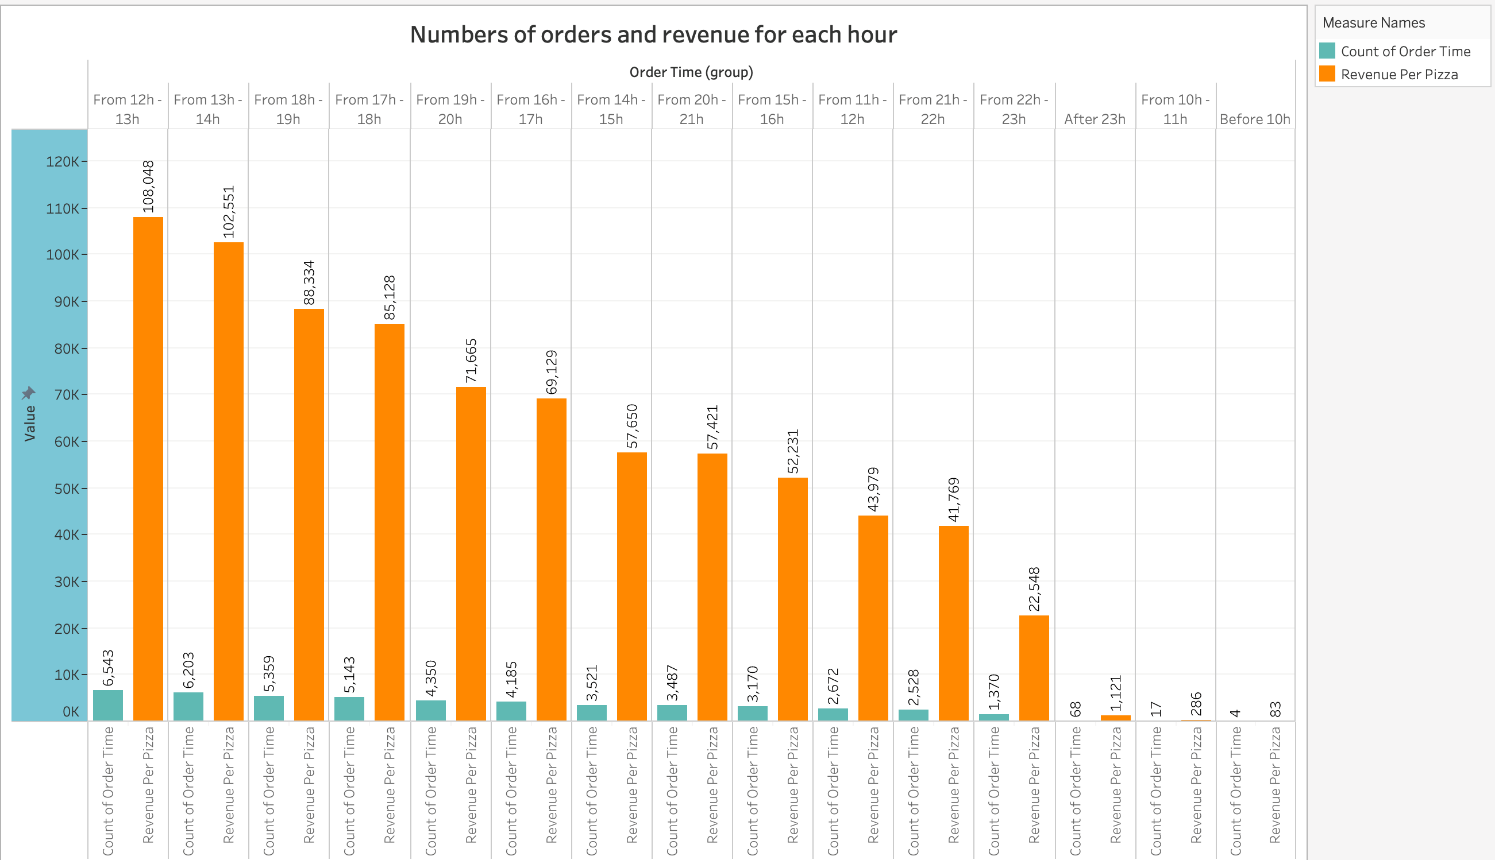 Numbers of orders and revenue for each hour
Measure Names
Count of Order Time
Revenue Per Pizza
Order Time (group)
From 12h -
13h
From 13h -
14h
From 18h -
19h
From 17h -
18h
From 19h -
20h
From 16h -
17h
From 14h -
15h
From 20h -
21h
From 15h -
16h
From 11h -
12h
From 21h -
22h
From 22h -
23h
After 23h
From 10h -
11h
Before 10h
Value
120K
110K
100K
90K
80K
70K
60K
50K
40K
30K
20K
10K
0K
6,543
108,048
6,203
102,551
5,359
88,334
5,143
85,128
4,350
71,665
4,185
69,129
3,521
57,650
3,487
57,421
3,170
52,231
2,672
43,979
2,528
41,769
1,370
22,548
68
1,121
17
286
4
83
Count of Order Time
Revenue Per Pizza
Count of Order Time
Revenue Per Pizza
Count of Order Time
Revenue Per Pizza
Count of Order Time
Revenue Per Pizza
Count of Order Time
Revenue Per Pizza
Count of Order Time
Revenue Per Pizza
Count of Order Time
Revenue Per Pizza
Count of Order Time
Revenue Per Pizza
Count of Order Time
Revenue Per Pizza
Count of Order Time
Revenue Per Pizza
Count of Order Time
Revenue Per Pizza
Count of Order Time
Revenue Per Pizza
Count of Order Time
Revenue Per Pizza
Count of Order Time
Revenue Per Pizza
Count of Order Time
Revenue Per Pizza